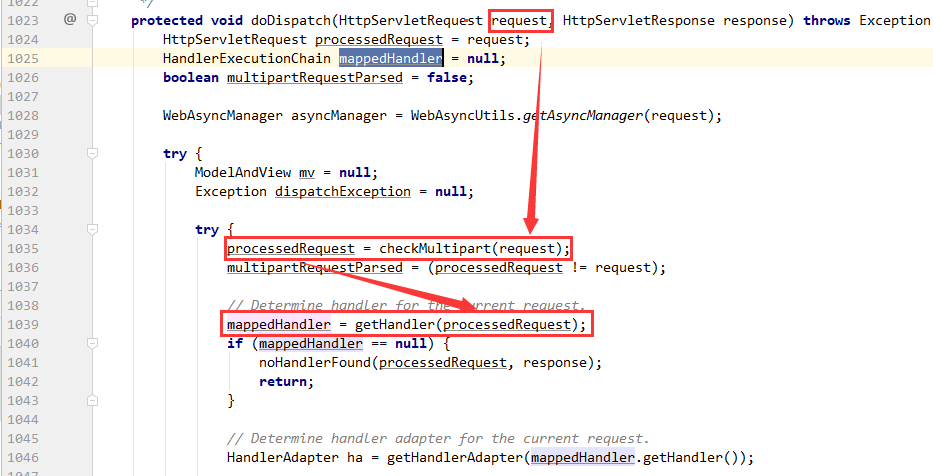 1022 */
1023 @ protected void doDispatch(HttpServletRequest request, HttpServletResponse response) throws Exception
1024 HttpServletRequest processedRequest = request;
1025 HandlerExecutionChain mappedHandler = null;
1026 boolean multipartRequestParsed = false;
1027
1028 WebAsyncManager asyncManager = WebAsyncUtils.getAsyncManager(request);
1029
1030 try {
1031 ModelAndView mv = null;
1032 Exception dispatchException = null;
1033
1034 try {
1035 processedRequest = checkMultipart(request);
1036 multipartRequestParsed = (processedRequest != request);
1037
1038 // Determine handler for the current request.
1039 mappedHandler = getHandler(processedRequest);
1040 if (mappedHandler == null) {
1041 noHandlerFound(processedRequest, response);
1042 return;
1043 }
1044
1045 // Determine handler adapter for the current request.
1046 HandlerAdapter ha = getHandlerAdapter(mappedHandler.getHandler());
1047